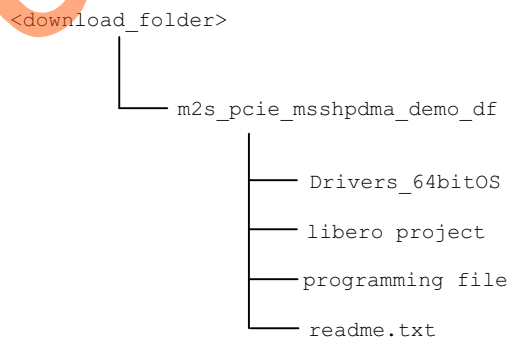 <download_folder>
m2s_pcie_msshpdma_demo_df
Drivers_64bitOS
libero project
programming file
readme.txt